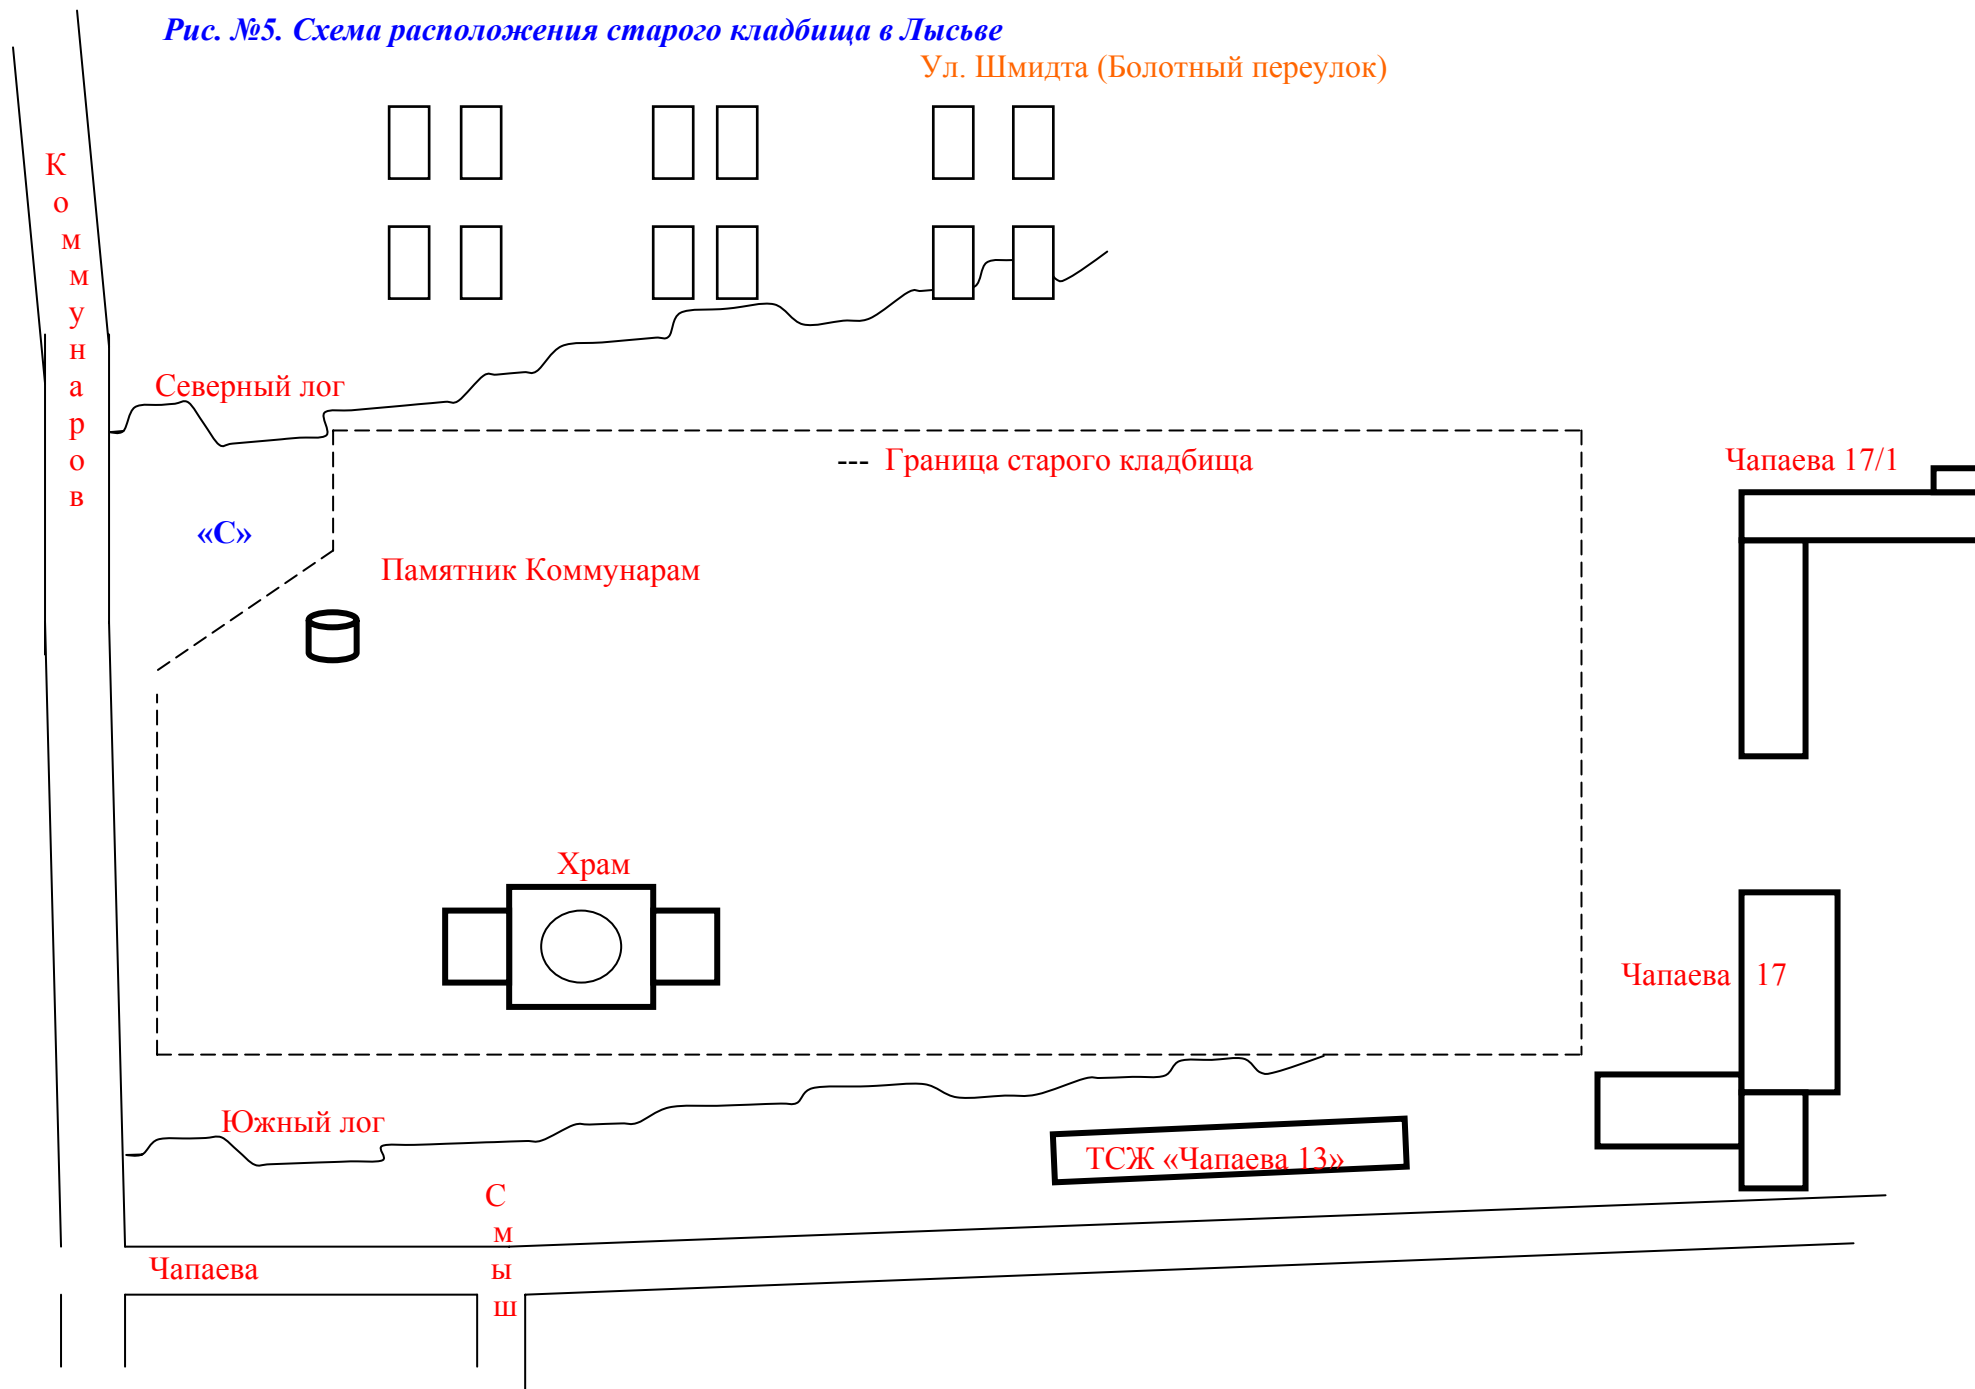 Рис. №5. Схема расположения старого кладбища в Лысьве
Ул. Шмидта (Болотный переулок)
Коммунаров
Северный лог
--- Граница старого кладбища
Чапаева 17/1
«С»
Памятник Коммунарам
Храм
Чапаева 17
Южный лог
ТСЖ «Чапаева 13»
Смыш
Чапаева